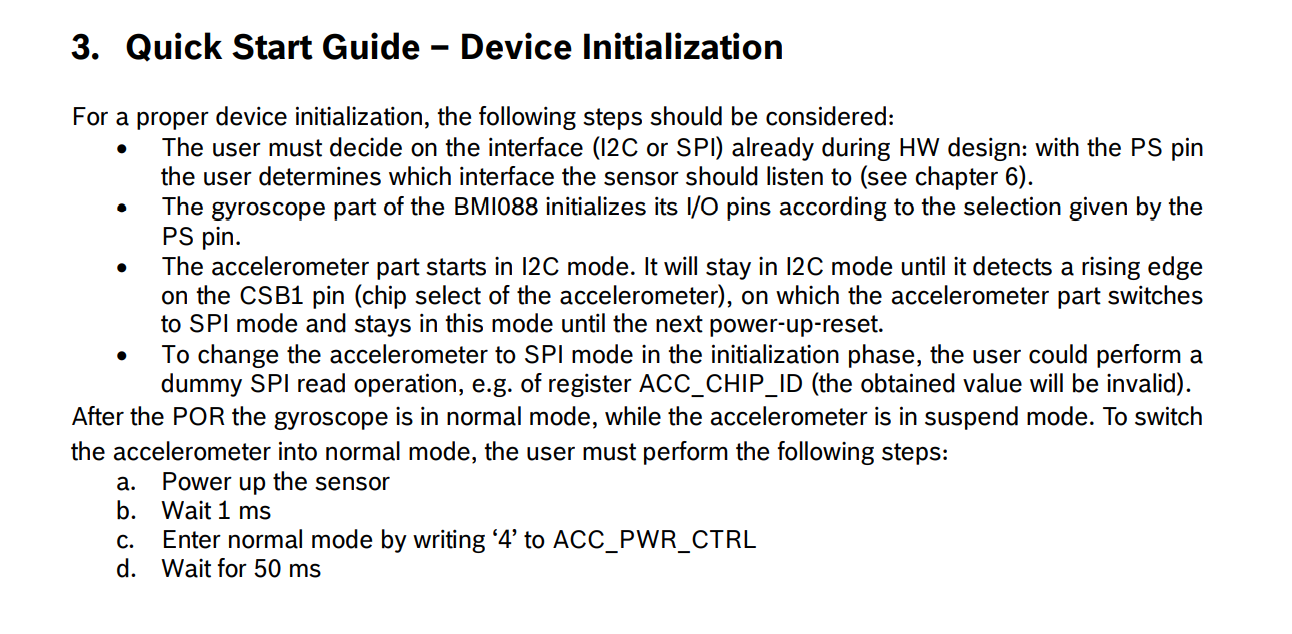 3. Quick Start Guide – Device Initialization
For a proper device initialization, the following steps should be considered:
• The user must decide on the interface (I2C or SPI) already during HW design: with the PS pin
the user determines which interface the sensor should listen to (see chapter 6).
• The gyroscope part of the BMI088 initializes its I/O pins according to the selection given by the
PS pin.
• The accelerometer part starts in I2C mode. It will stay in I2C mode until it detects a rising edge
on the CSB1 pin (chip select of the accelerometer), on which the accelerometer part switches
to SPI mode and stays in this mode until the next power-up-reset.
• To change the accelerometer to SPI mode in the initialization phase, the user could perform a
dummy SPI read operation, e.g. of register ACC_CHIP_ID (the obtained value will be invalid).
After the POR the gyroscope is in normal mode, while the accelerometer is in suspend mode. To switch
the accelerometer into normal mode, the user must perform the following steps:
a. Power up the sensor
b. Wait 1 ms
c. Enter normal mode by writing ‘4’ to ACC_PWR_CTRL
d. Wait for 50 ms